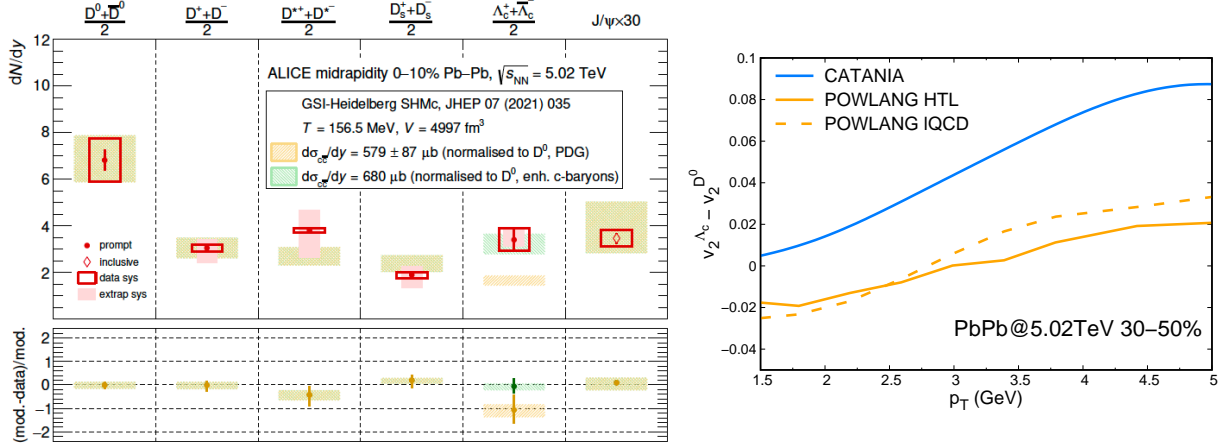 D⁰+D̅⁰
2
D⁺+D⁻
2
D*⁺+D*⁻
2
Dₛ⁺+Dₛ⁻
2
Λ_c⁺+Λ̅_c⁻
2
J/ψ×30
dN/dy
12
10
8
6
4
2
ALICE midrapidity 0–10% Pb–Pb, √s_NN = 5.02 TeV
GSI-Heidelberg SHMc, JHEP 07 (2021) 035
T = 156.5 MeV, V = 4997 fm³
dσ_cc̅/dy = 579 ± 87 μb (normalised to D⁰, PDG)
dσ_cc̅/dy = 680 μb (normalised to D⁰, enh. c-baryons)
prompt
inclusive
data sys
extrap sys
(mod.-data)/mod.
2
1
0
−1
−2
CATANIA
POWLANG HTL
POWLANG lQCD
v₂^Λc − v₂^D⁰
0.1
0.08
0.06
0.04
0.02
0
-0.02
-0.04
PbPb@5.02TeV 30−50%
1.5
2
2.5
3
3.5
4
4.5
5
p_T (GeV)